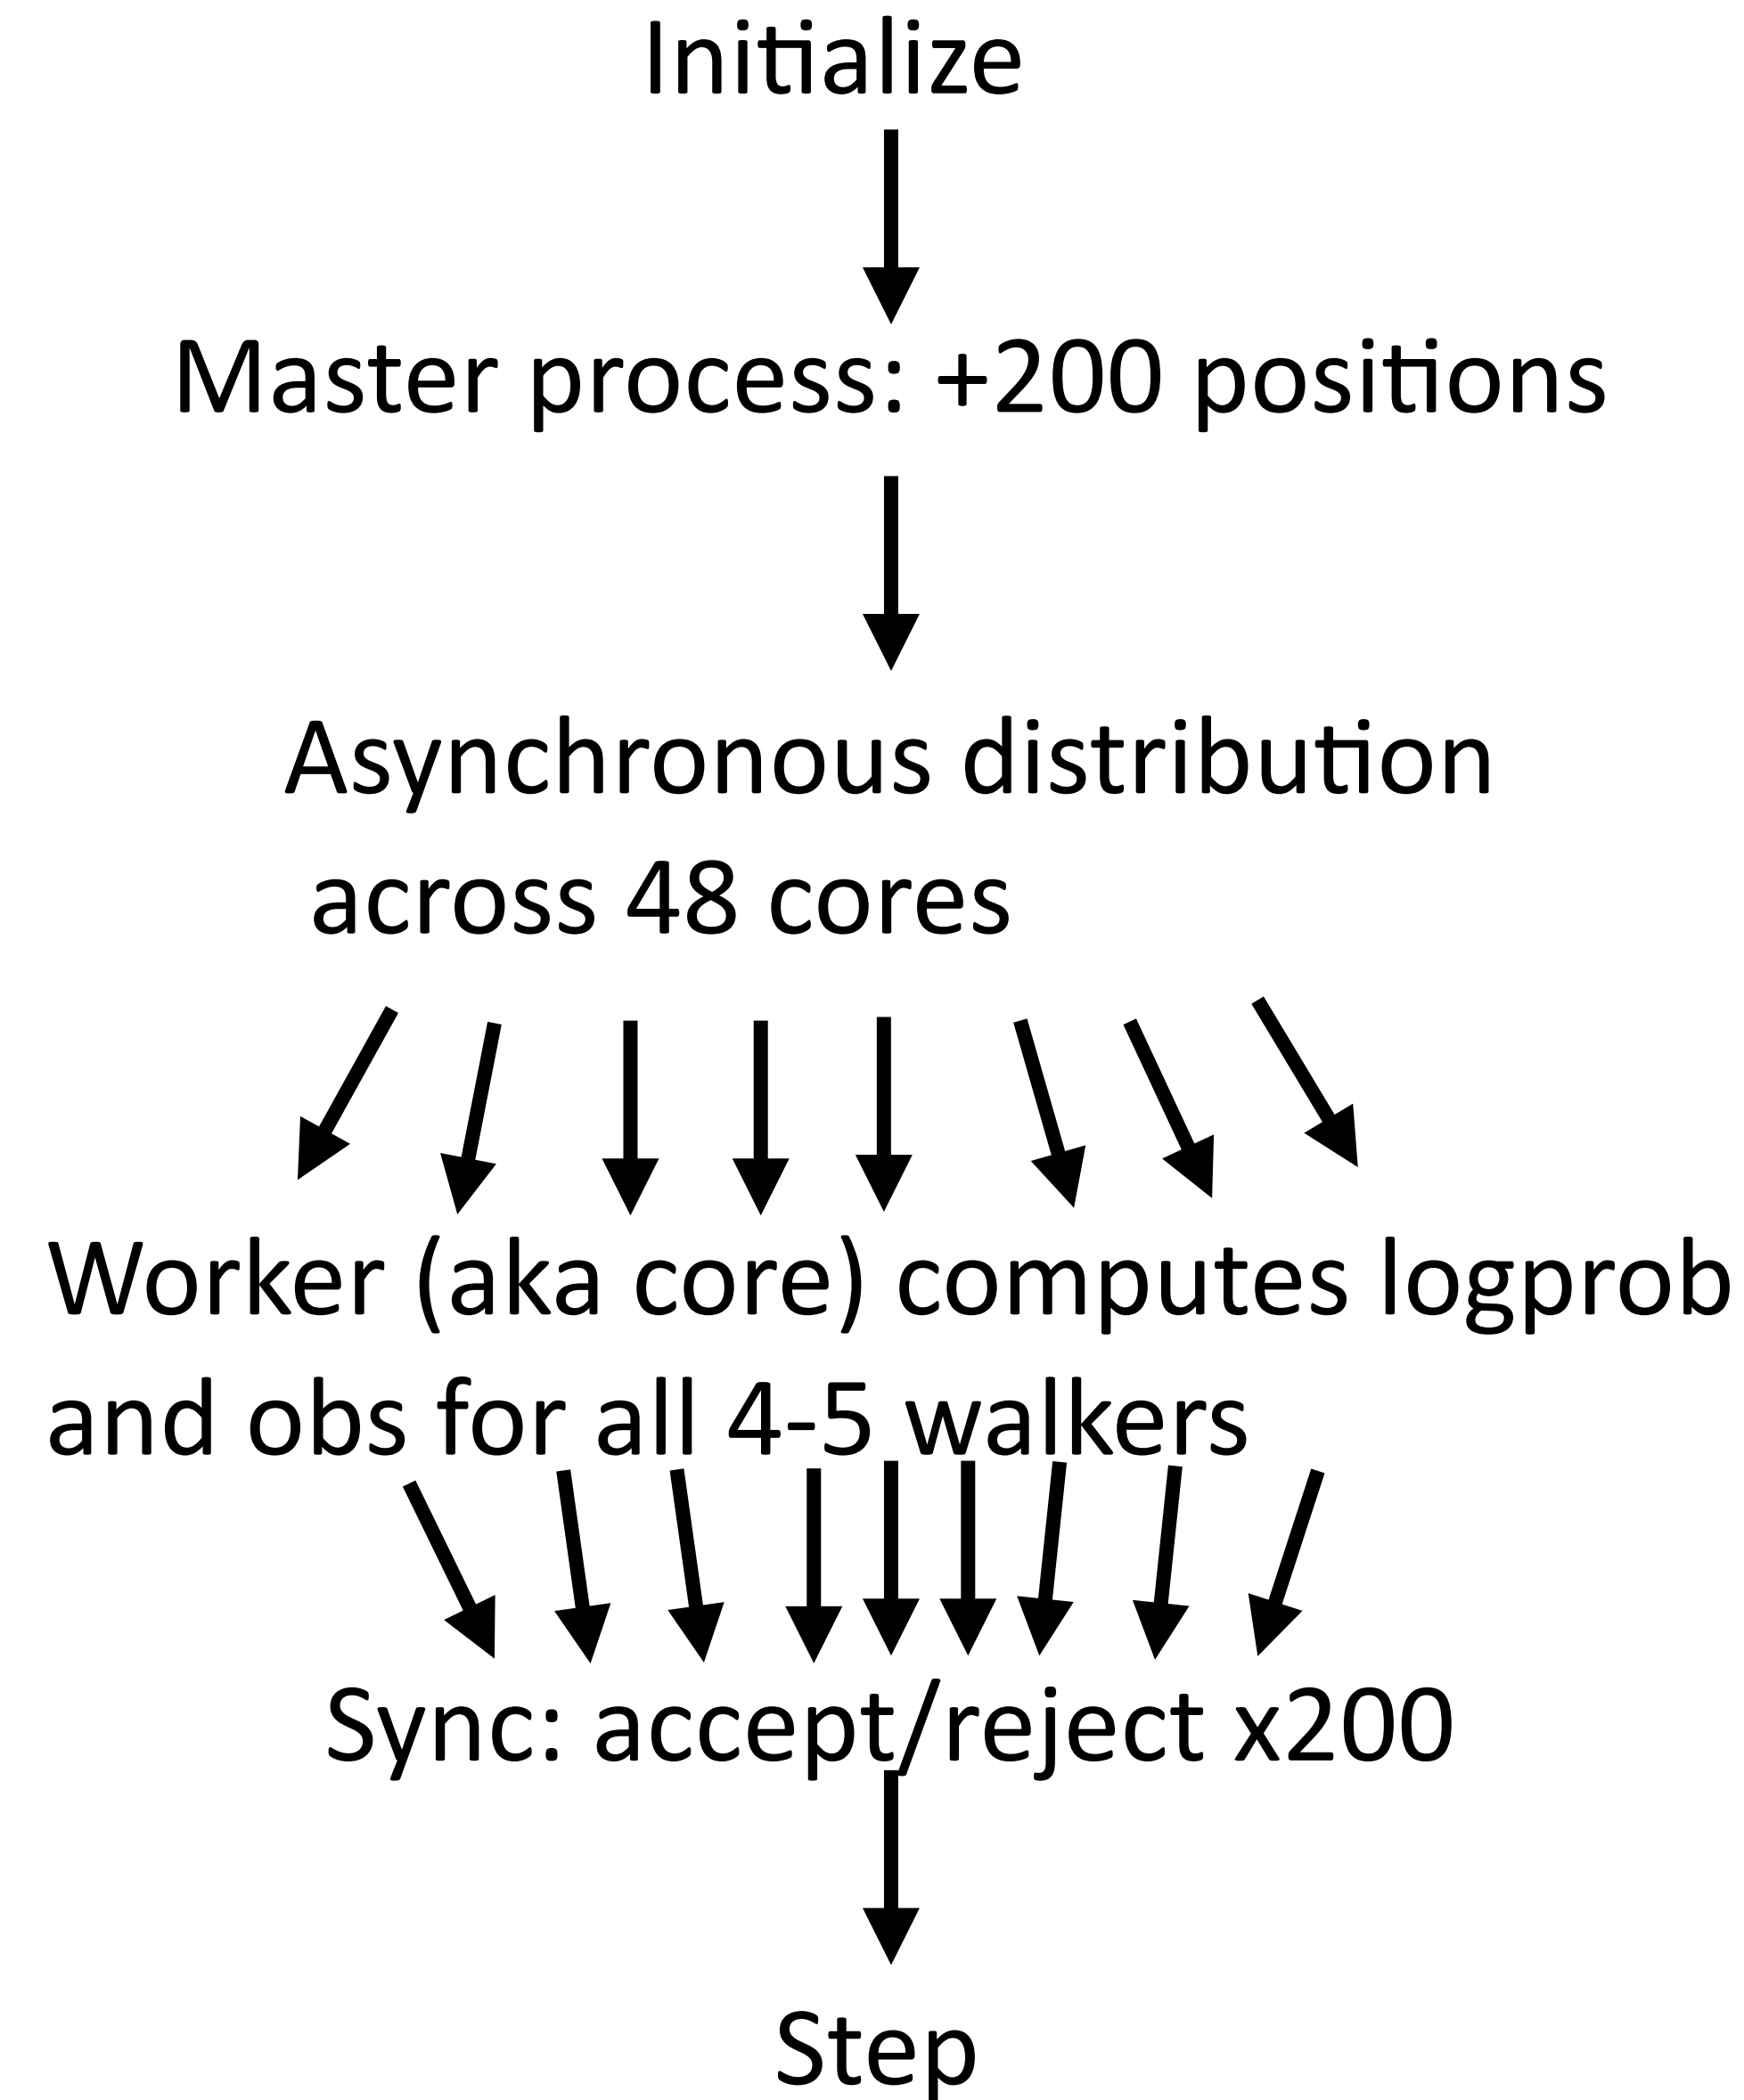 Initialize
Master process: +200 positions
Asynchronous distribution
across 48 cores
Worker (aka core) computes logprob
and obs for all 4-5 walkers
Sync: accept/reject x200
Step